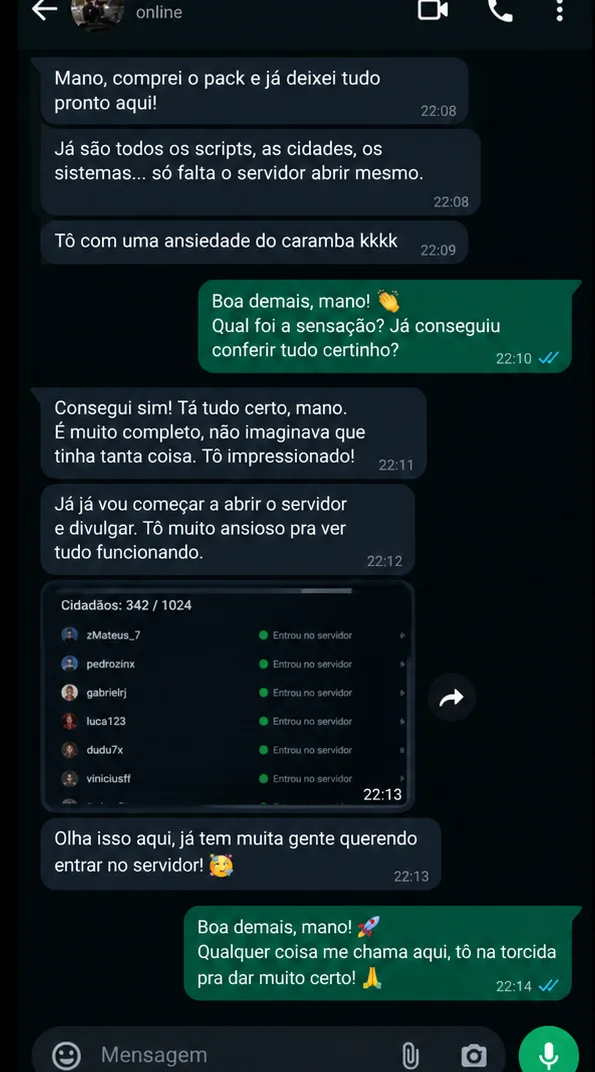 online
Mano, comprei o pack e já deixei tudo
pronto aqui!
22:08
Já são todos os scripts, as cidades, os
sistemas... só falta o servidor abrir mesmo.
22:08
Tô com uma ansiedade do caramba kkkk
22:09
Boa demais, mano! 👏
Qual foi a sensação? Já conseguiu
conferir tudo certinho?
22:10
Consegui sim! Tá tudo certo, mano.
É muito completo, não imaginava que
tinha tanta coisa. Tô impressionado!
22:11
Já já vou começar a abrir o servidor
e divulgar. Tô muito ansioso pra ver
tudo funcionando.
22:12
Cidadãos: 342 / 1024
zMateus_7 Entrou no servidor
pedrozinx Entrou no servidor
gabrielrj Entrou no servidor
luca123 Entrou no servidor
dudu7x Entrou no servidor
viniciusff Entrou no servidor
22:13
Olha isso aqui, já tem muita gente querendo
entrar no servidor! 🥳
22:13
Boa demais, mano! 🚀
Qualquer coisa me chama aqui, tô na torcida
pra dar muito certo! 🙏
22:14
Mensagem